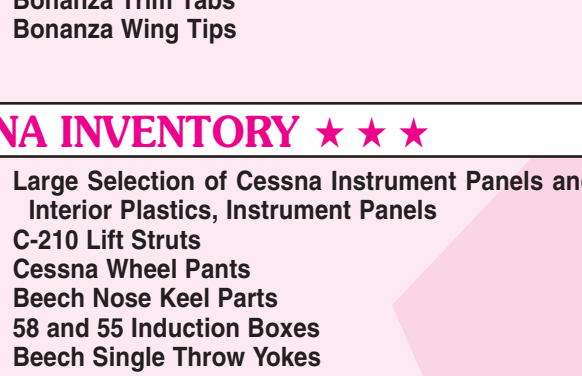 Bonanza Trim Tabs
Bonanza Wing Tips
NA INVENTORY ★ ★ ★
Large Selection of Cessna Instrument Panels and
Interior Plastics, Instrument Panels
C-210 Lift Struts
Cessna Wheel Pants
Beech Nose Keel Parts
58 and 55 Induction Boxes
Beech Single Throw Yokes